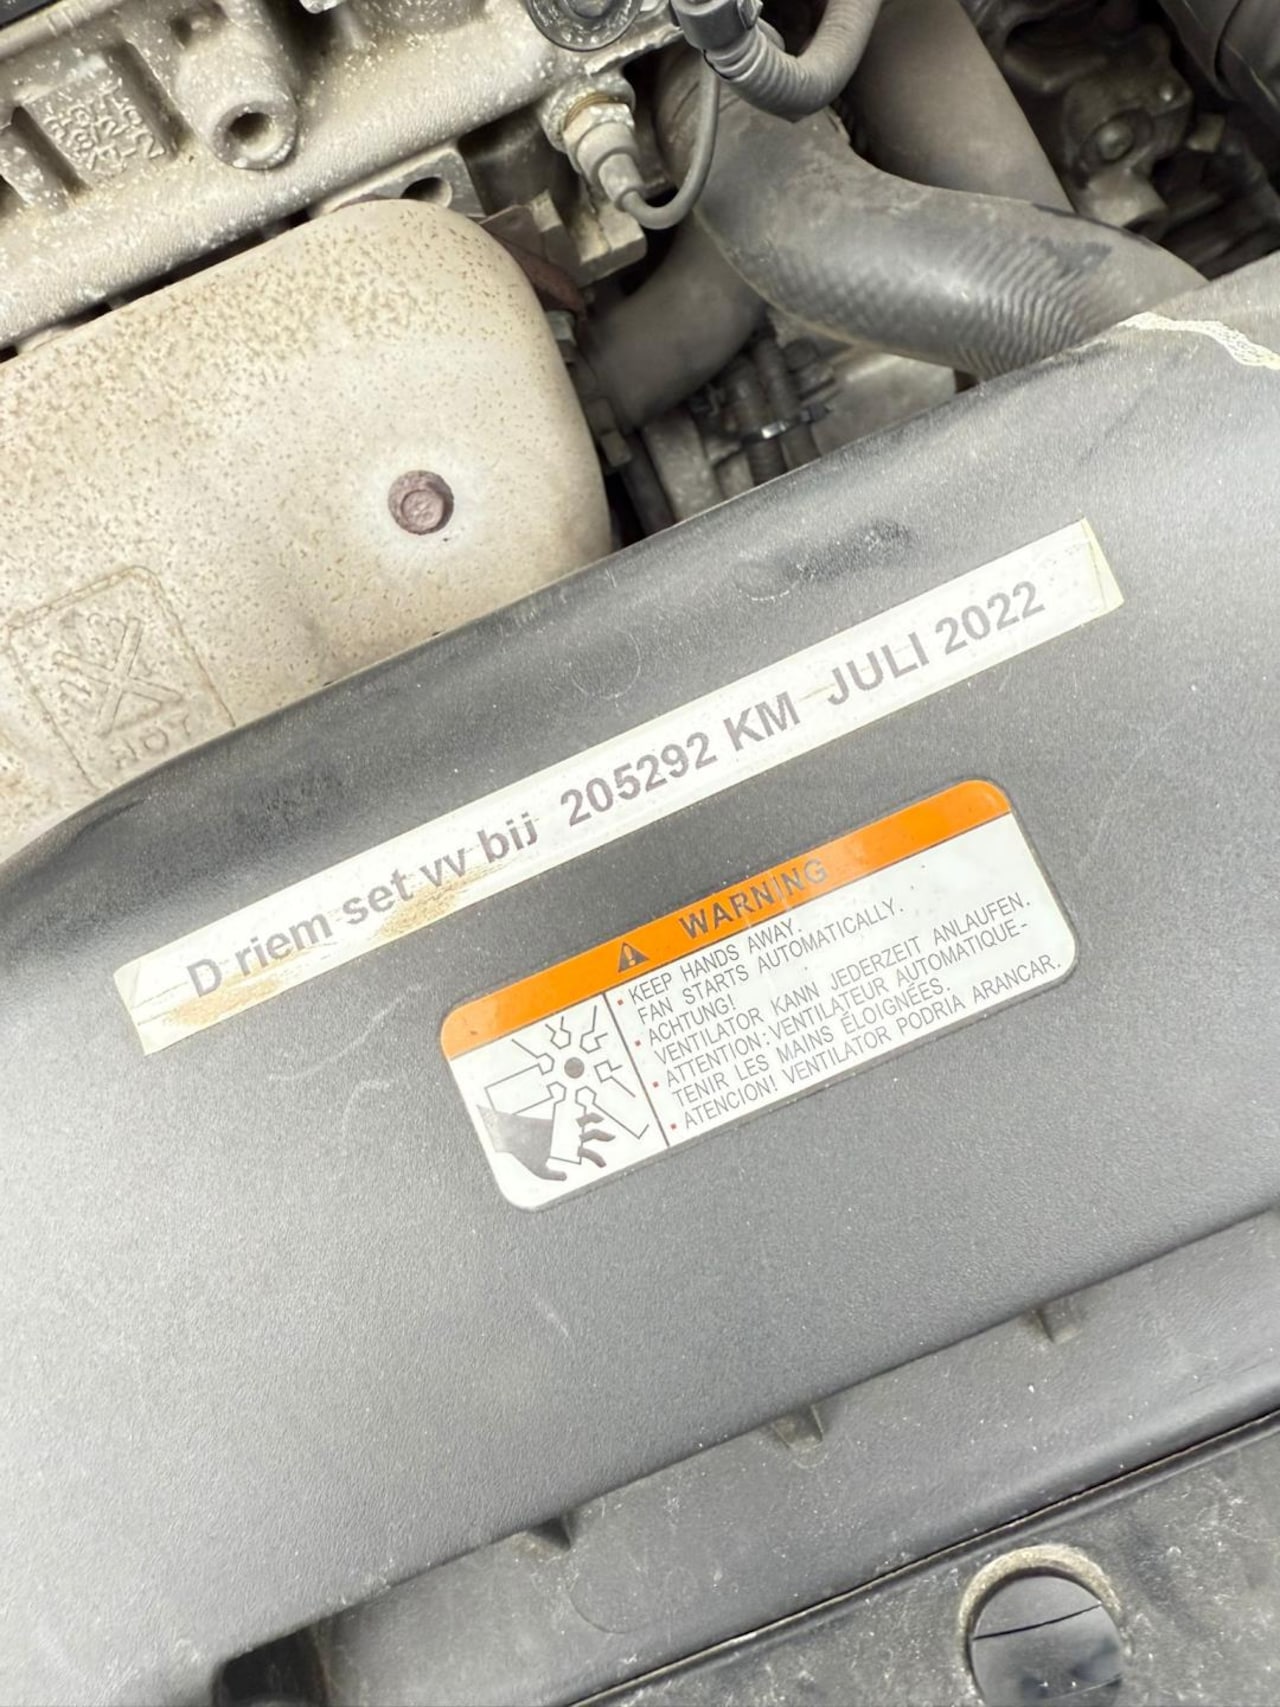 D riem set vv bij 205292 KM JULI 2022
WARNING
KEEP HANDS AWAY.
FAN STARTS AUTOMATICALLY.
ACHTUNG!
VENTILATOR KANN JEDERZEIT ANLAUFEN.
ATTENTION: VENTILATEUR AUTOMATIQUE-
TENIR LES MAINS ÉLOIGNÉES.
ATENCION! VENTILATOR PODRIA ARANCAR.
HOT